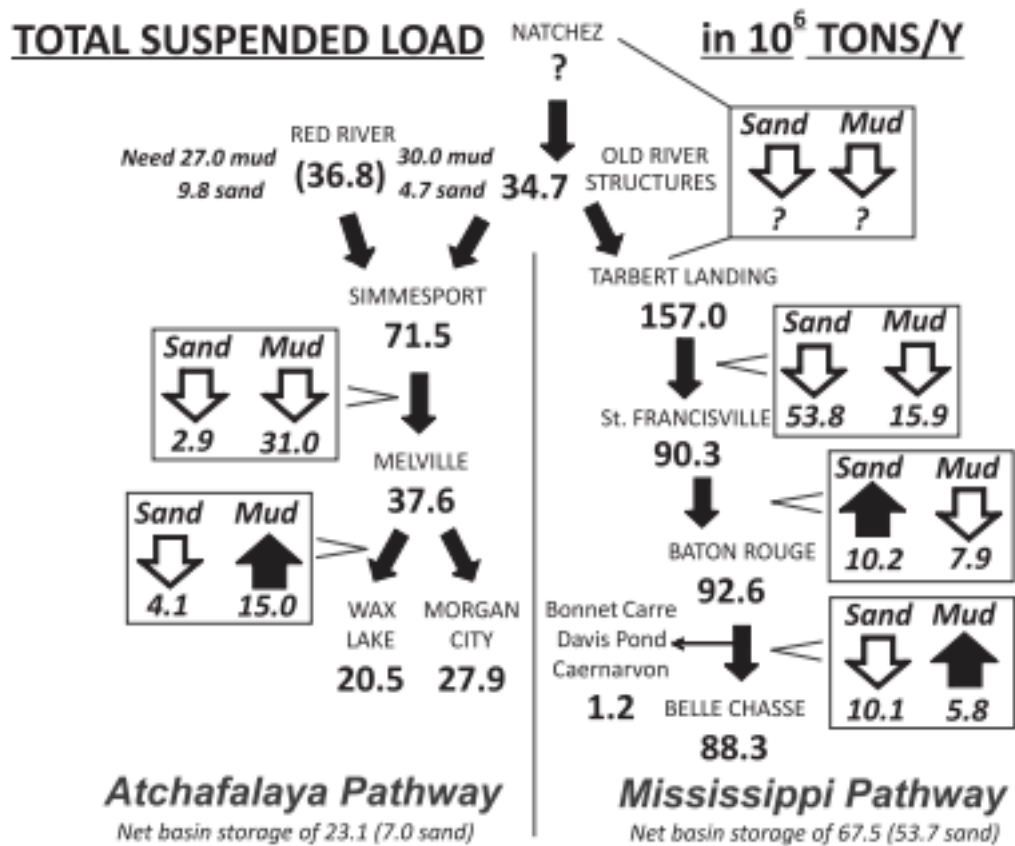 TOTAL SUSPENDED LOAD
in 10⁶ TONS/Y
NATCHEZ
?
RED RIVER
(36.8)
Need 27.0 mud
9.8 sand
30.0 mud
4.7 sand
34.7
OLD RIVER
STRUCTURES
Sand Mud
? ?
SIMMESPORT
71.5
Sand Mud
2.9 31.0
MELVILLE
37.6
Sand Mud
4.1 15.0
WAX
LAKE
20.5
MORGAN
CITY
27.9
TARBERT LANDING
157.0
Sand Mud
53.8 15.9
St. FRANCISVILLE
90.3
Sand Mud
10.2 7.9
BATON ROUGE
92.6
Bonnet Carre
Davis Pond
Caernarvon
1.2
Sand Mud
10.1 5.8
BELLE CHASSE
88.3
Atchafalaya Pathway
Net basin storage of 23.1 (7.0 sand)
Mississippi Pathway
Net basin storage of 67.5 (53.7 sand)